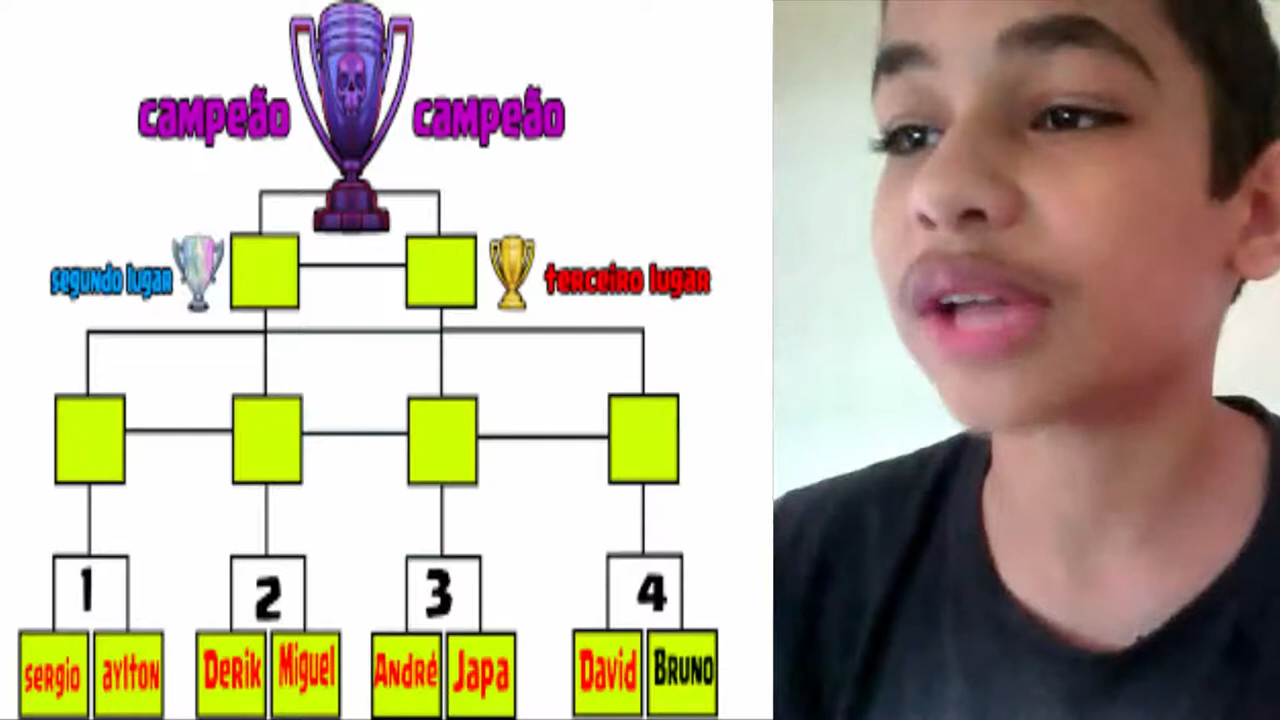 campeão campeão
segundo lugar terceiro lugar
1 2 3 4
sergio aylton Derik Miguel André Japa David BRUNO